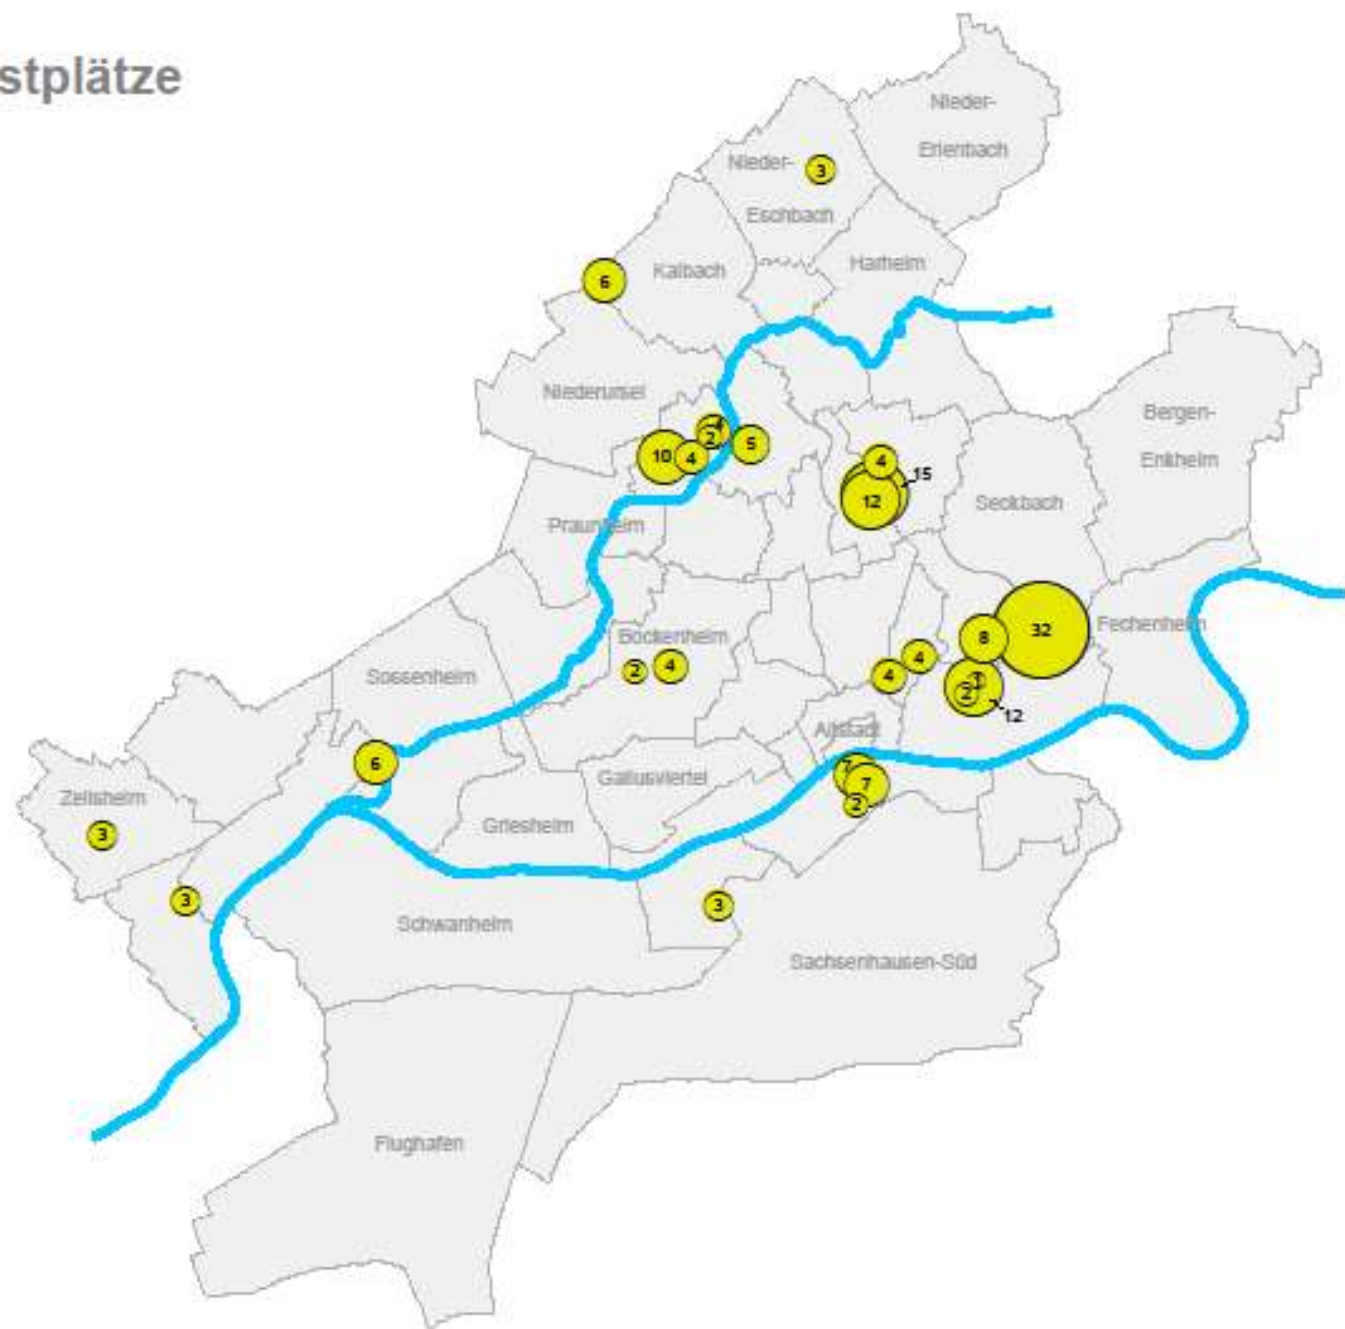 stplätze
Nieder-
Erlenbach
Nieder-
3
Eschbach
Harheim
Kalbach
6
Niederursel
Bergen-
Enkheim
4
2
5
10
4
4
15
12
Seckbach
Praunheim
Fechenheim
32
8
Bockenheim
2
4
4
4
2
12
Sossenheim
Altstadt
6
7
7
2
Gallusviertel
Zeilsheim
3
Griesheim
3
3
Schwanheim
Sachsenhausen-Süd
Flughafen